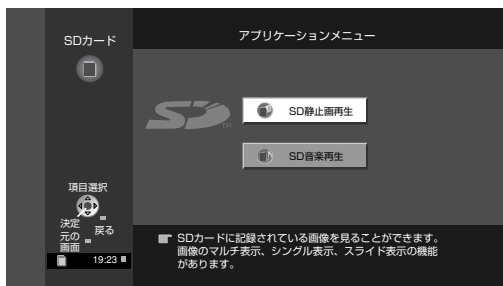 SDカード
アプリケーションメニュー
SD
TM
SD静止画再生
SD音楽再生
項目選択
決定
戻る
元の
画面
19:23
SDカードに記録されている画像を見ることができます。
画像のマルチ表示、シングル表示、スライド表示の機能
があります。